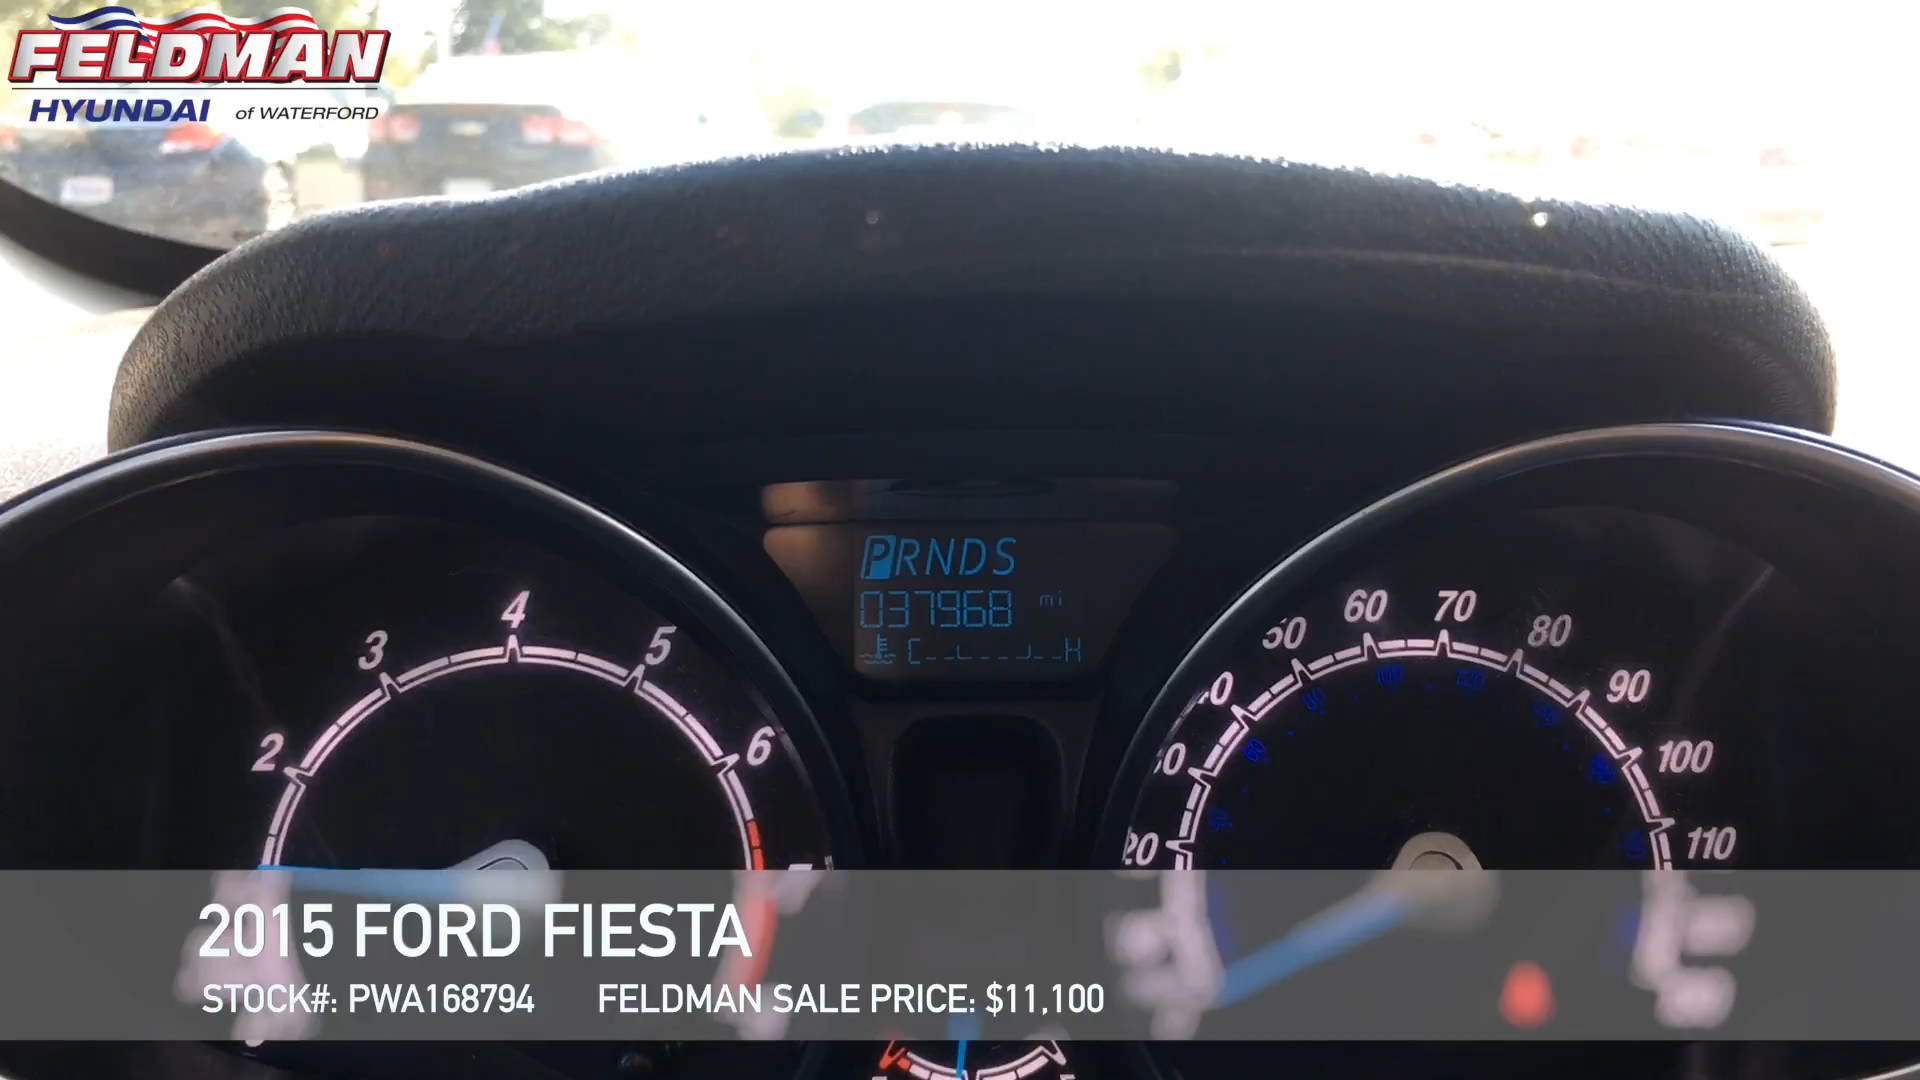 FELDMAN
HYUNDAI of WATERFORD
PRNDS
037968 mi
C H
2 3 4 5 6
20 50 60 70 80 90 100 110
2015 FORD FIESTA
STOCK#: PWA168794 FELDMAN SALE PRICE: $11,100